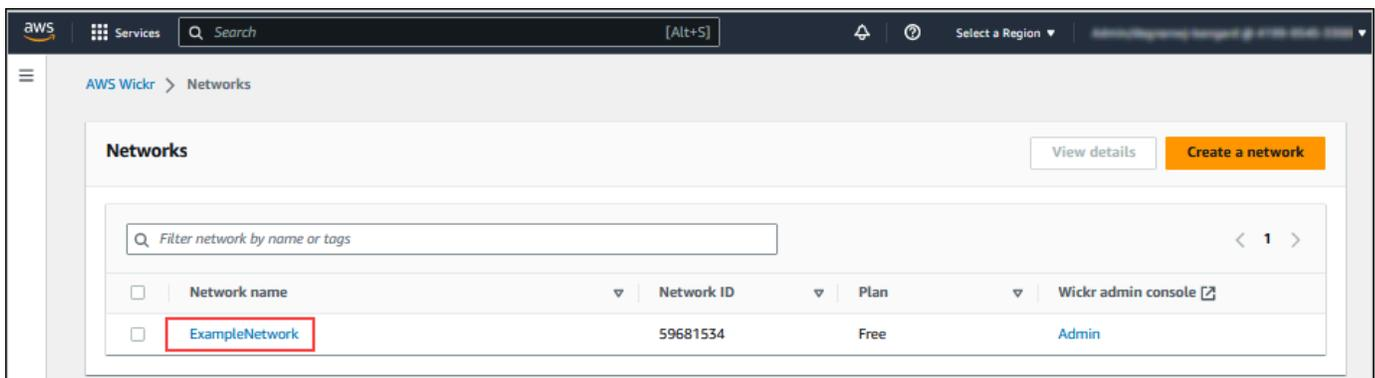 aws Services Search [Alt+S] Select a Region
AWS Wickr > Networks
Networks View details Create a network
Filter network by name or tags < 1 >
Network name Network ID Plan Wickr admin console
ExampleNetwork 59681534 Free Admin